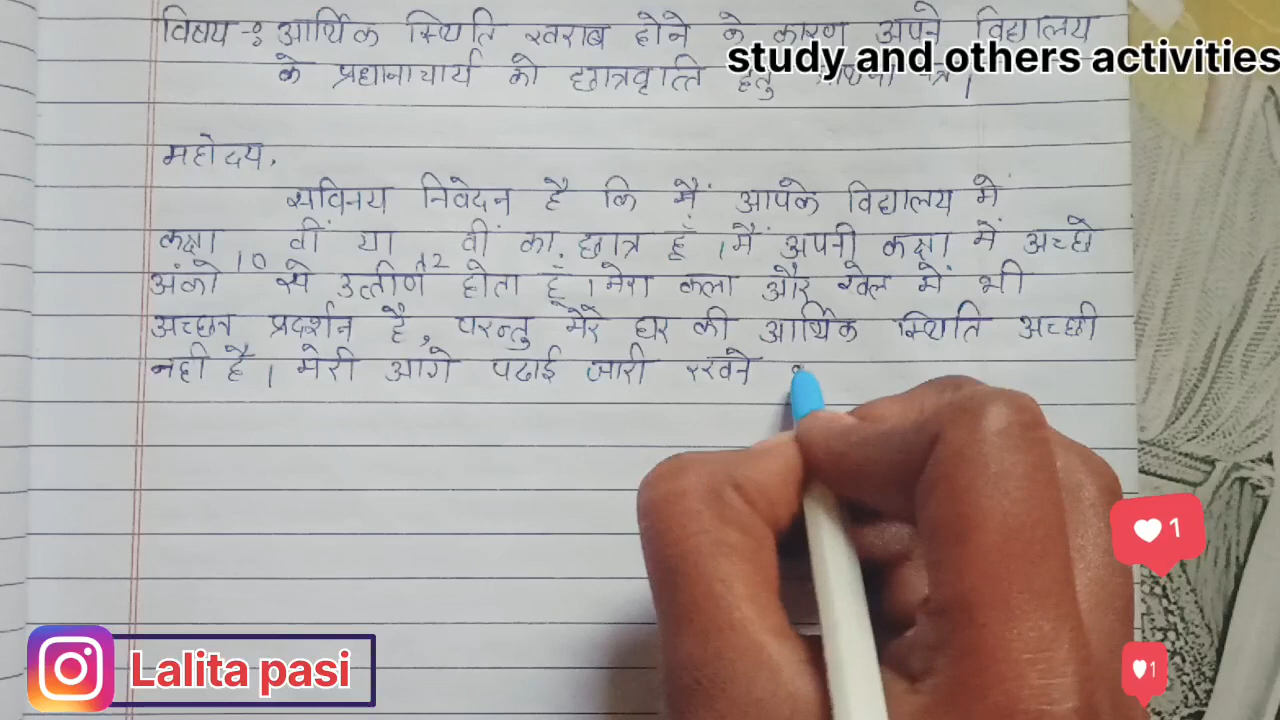 विषय -: आर्थिक स्थिति खराब होने के कारण अपने विद्यालय
study and others activities
के प्रधानाचार्य को छात्रवृत्ति हेतु
महोदय,
सविनय निवेदन है कि मैं आपके विद्यालय में
कक्षा 10 वीं या 12 वीं का छात्र हूँ । मैं अपनी कक्षा में अच्छे
अंको से उत्तीर्ण होता हूँ । मेरा कला और खेल में भी
प्रदर्शन है, परन्तु मेरे घर की आर्थिक स्थिति अच्छी
नही है । मेरी आगे पढाई जारी रखने
1
1
Lalita pasi